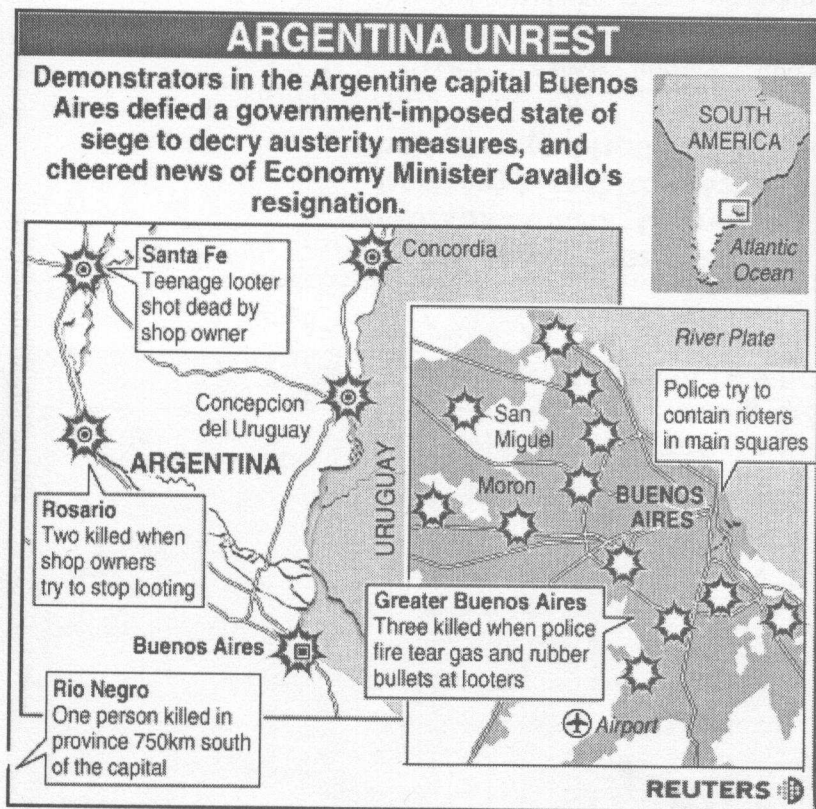 ARGENTINA UNREST
Demonstrators in the Argentine capital Buenos
Aires defied a government-imposed state of
siege to decry austerity measures, and
cheered news of Economy Minister Cavallo's
resignation.
SOUTH
AMERICA
Atlantic
Ocean
Santa Fe
Teenage looter
shot dead by
shop owner
Concordia
Concepcion
del Uruguay
ARGENTINA
URUGUAY
Rosario
Two killed when
shop owners
try to stop looting
Buenos Aires
Rio Negro
One person killed in
province 750km south
of the capital
River Plate
Police try to
contain rioters
in main squares
San
Miguel
Moron
BUENOS
AIRES
Greater Buenos Aires
Three killed when police
fire tear gas and rubber
bullets at looters
Airport
REUTERS